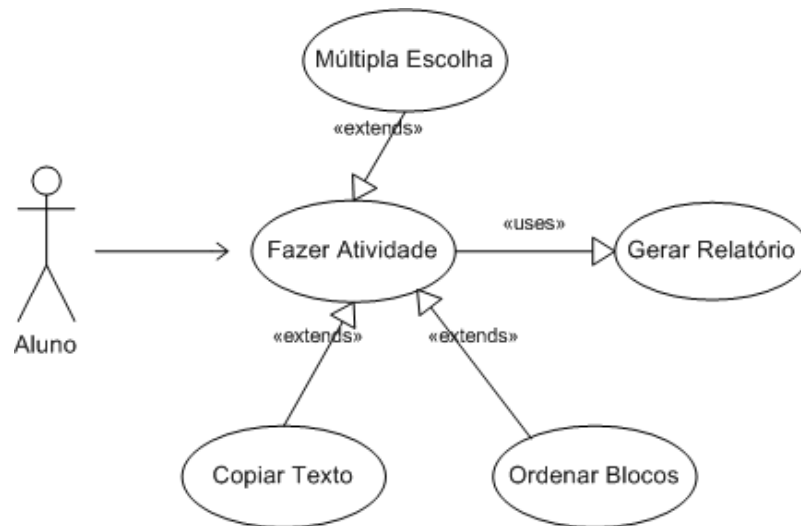 Múltipla Escolha
«extends»
Fazer Atividade
«uses»
Gerar Relatório
Aluno
«extends»
«extends»
Copiar Texto
Ordenar Blocos